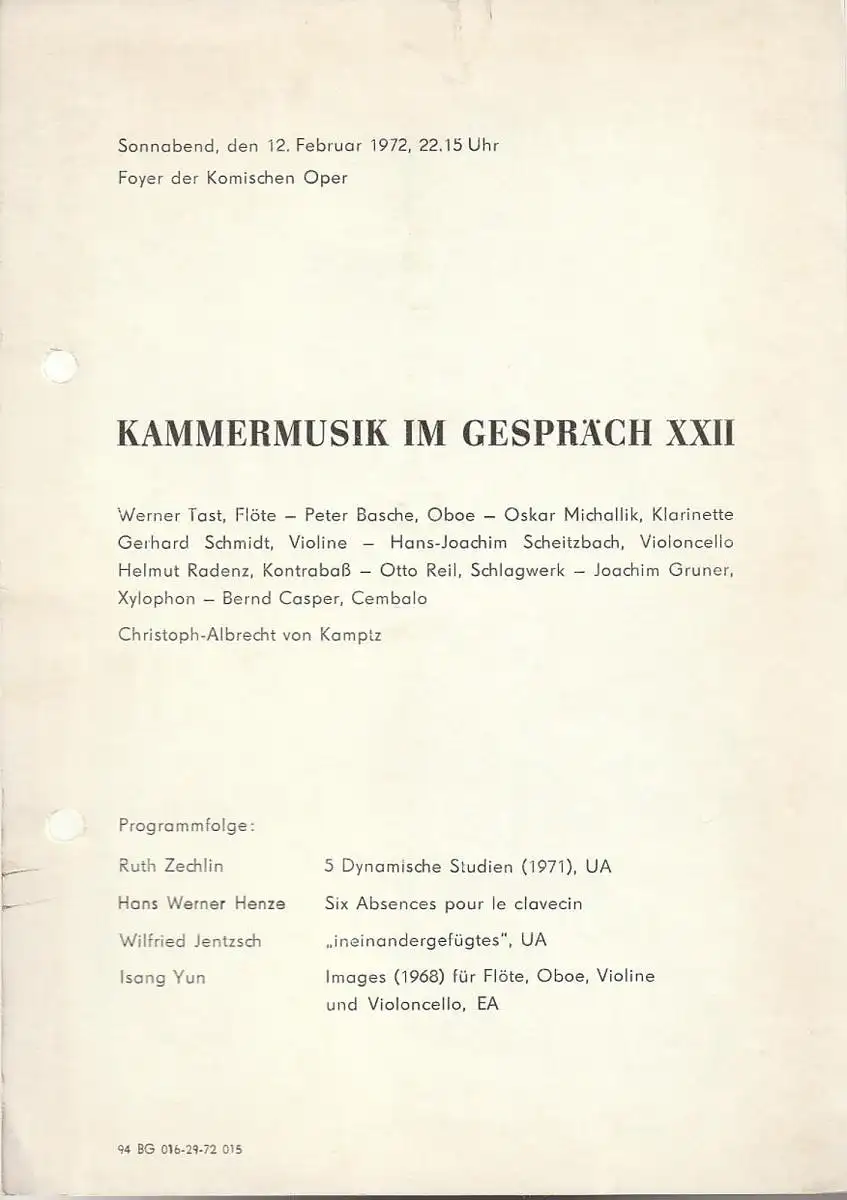 Sonnabend, den 12. Februar 1972, 22.15 Uhr
Foyer der Komischen Oper
KAMMERMUSIK IM GESPRÄCH XXII
Werner Tast, Flöte – Peter Basche, Oboe – Oskar Michallik, Klarinette
Gerhard Schmidt, Violine – Hans-Joachim Scheitzbach, Violoncello
Helmut Radenz, Kontrabaß – Otto Reil, Schlagwerk – Joachim Gruner,
Xylophon – Bernd Casper, Cembalo
Christoph-Albrecht von Kamptz
Programmfolge:
Ruth Zechlin 5 Dynamische Studien (1971), UA
Hans Werner Henze Six Absences pour le clavecin
Wilfried Jentzsch „ineinandergefügtes“, UA
Isang Yun Images (1968) für Flöte, Oboe, Violine
und Violoncello, EA
94 BG 016-29-72 015